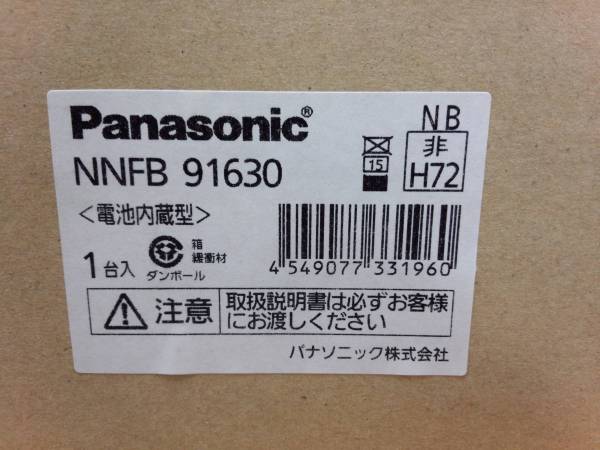 Panasonic®
NB
NNFB 91630
15
非
H72
〈電池内蔵型〉
1台入
箱
緩衝材
ダンボール
4 549077 331960
注意
取扱説明書は必ずお客様
にお渡しください
パナソニック株式会社